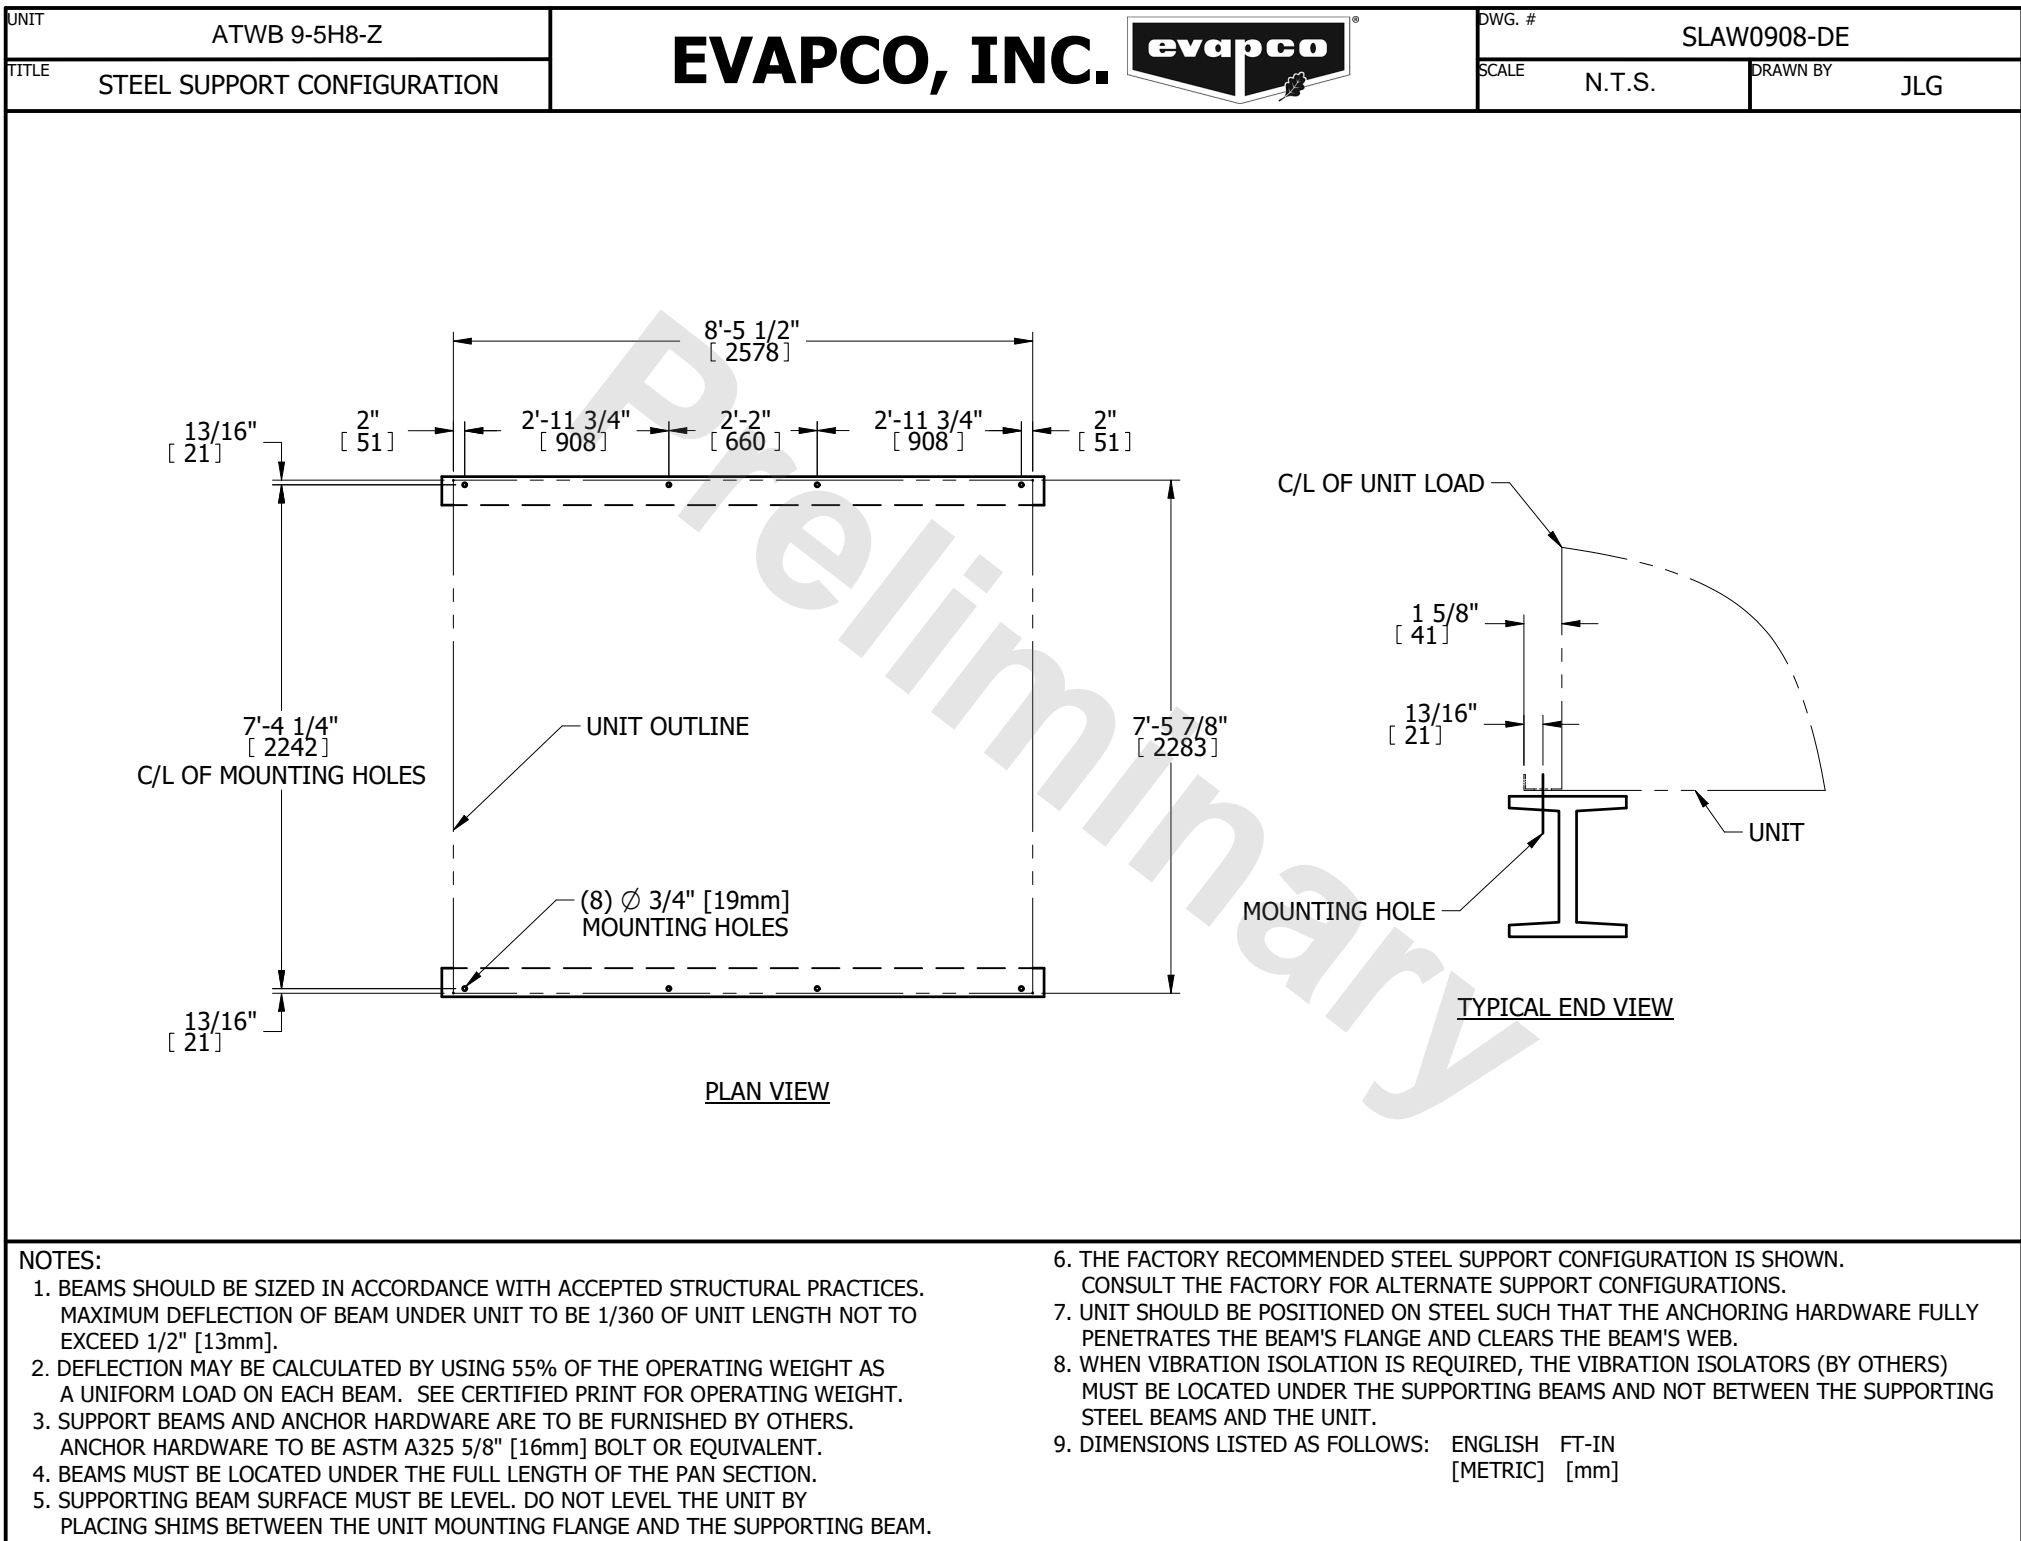 UNIT
ATWB 9-5H8-Z
TITLE
STEEL SUPPORT CONFIGURATION
EVAPCO, INC.
evapco
®
DWG. #
SLAW0908-DE
SCALE
N.T.S.
DRAWN BY
JLG
8'-5 1/2"
[ 2578 ]
13/16"
[ 21 ]
2"
[ 51 ]
2'-11 3/4"
[ 908 ]
2'-2"
[ 660 ]
2'-11 3/4"
[ 908 ]
2"
[ 51 ]
7'-4 1/4"
[ 2242 ]
C/L OF MOUNTING HOLES
UNIT OUTLINE
7'-5 7/8"
[ 2283 ]
(8) Ø 3/4" [19mm]
MOUNTING HOLES
13/16"
[ 21 ]
PLAN VIEW
C/L OF UNIT LOAD
1 5/8"
[ 41 ]
13/16"
[ 21 ]
UNIT
MOUNTING HOLE
TYPICAL END VIEW
Preliminary
NOTES:
1. BEAMS SHOULD BE SIZED IN ACCORDANCE WITH ACCEPTED STRUCTURAL PRACTICES.
MAXIMUM DEFLECTION OF BEAM UNDER UNIT TO BE 1/360 OF UNIT LENGTH NOT TO
EXCEED 1/2" [13mm].
2. DEFLECTION MAY BE CALCULATED BY USING 55% OF THE OPERATING WEIGHT AS
A UNIFORM LOAD ON EACH BEAM. SEE CERTIFIED PRINT FOR OPERATING WEIGHT.
3. SUPPORT BEAMS AND ANCHOR HARDWARE ARE TO BE FURNISHED BY OTHERS.
ANCHOR HARDWARE TO BE ASTM A325 5/8" [16mm] BOLT OR EQUIVALENT.
4. BEAMS MUST BE LOCATED UNDER THE FULL LENGTH OF THE PAN SECTION.
5. SUPPORTING BEAM SURFACE MUST BE LEVEL. DO NOT LEVEL THE UNIT BY
PLACING SHIMS BETWEEN THE UNIT MOUNTING FLANGE AND THE SUPPORTING BEAM.
6. THE FACTORY RECOMMENDED STEEL SUPPORT CONFIGURATION IS SHOWN.
CONSULT THE FACTORY FOR ALTERNATE SUPPORT CONFIGURATIONS.
7. UNIT SHOULD BE POSITIONED ON STEEL SUCH THAT THE ANCHORING HARDWARE FULLY
PENETRATES THE BEAM'S FLANGE AND CLEARS THE BEAM'S WEB.
8. WHEN VIBRATION ISOLATION IS REQUIRED, THE VIBRATION ISOLATORS (BY OTHERS)
MUST BE LOCATED UNDER THE SUPPORTING BEAMS AND NOT BETWEEN THE SUPPORTING
STEEL BEAMS AND THE UNIT.
9. DIMENSIONS LISTED AS FOLLOWS: ENGLISH FT-IN
[METRIC] [mm]